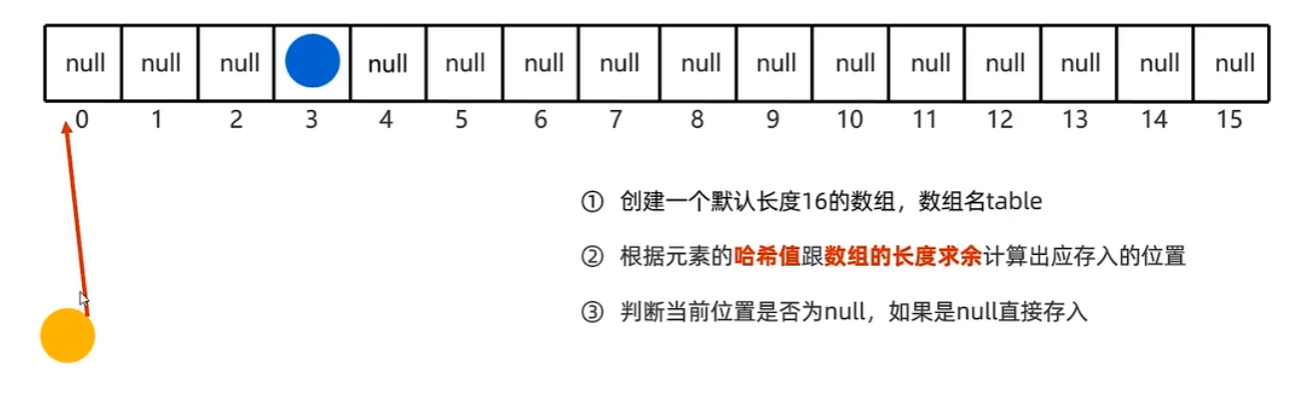 null null null null null null null null null null null null null null null
0 1 2 3 4 5 6 7 8 9 10 11 12 13 14 15
① 创建一个默认长度16的数组，数组名table
② 根据元素的哈希值跟数组的长度求余计算出应存入的位置
③ 判断当前位置是否为null，如果是null直接存入